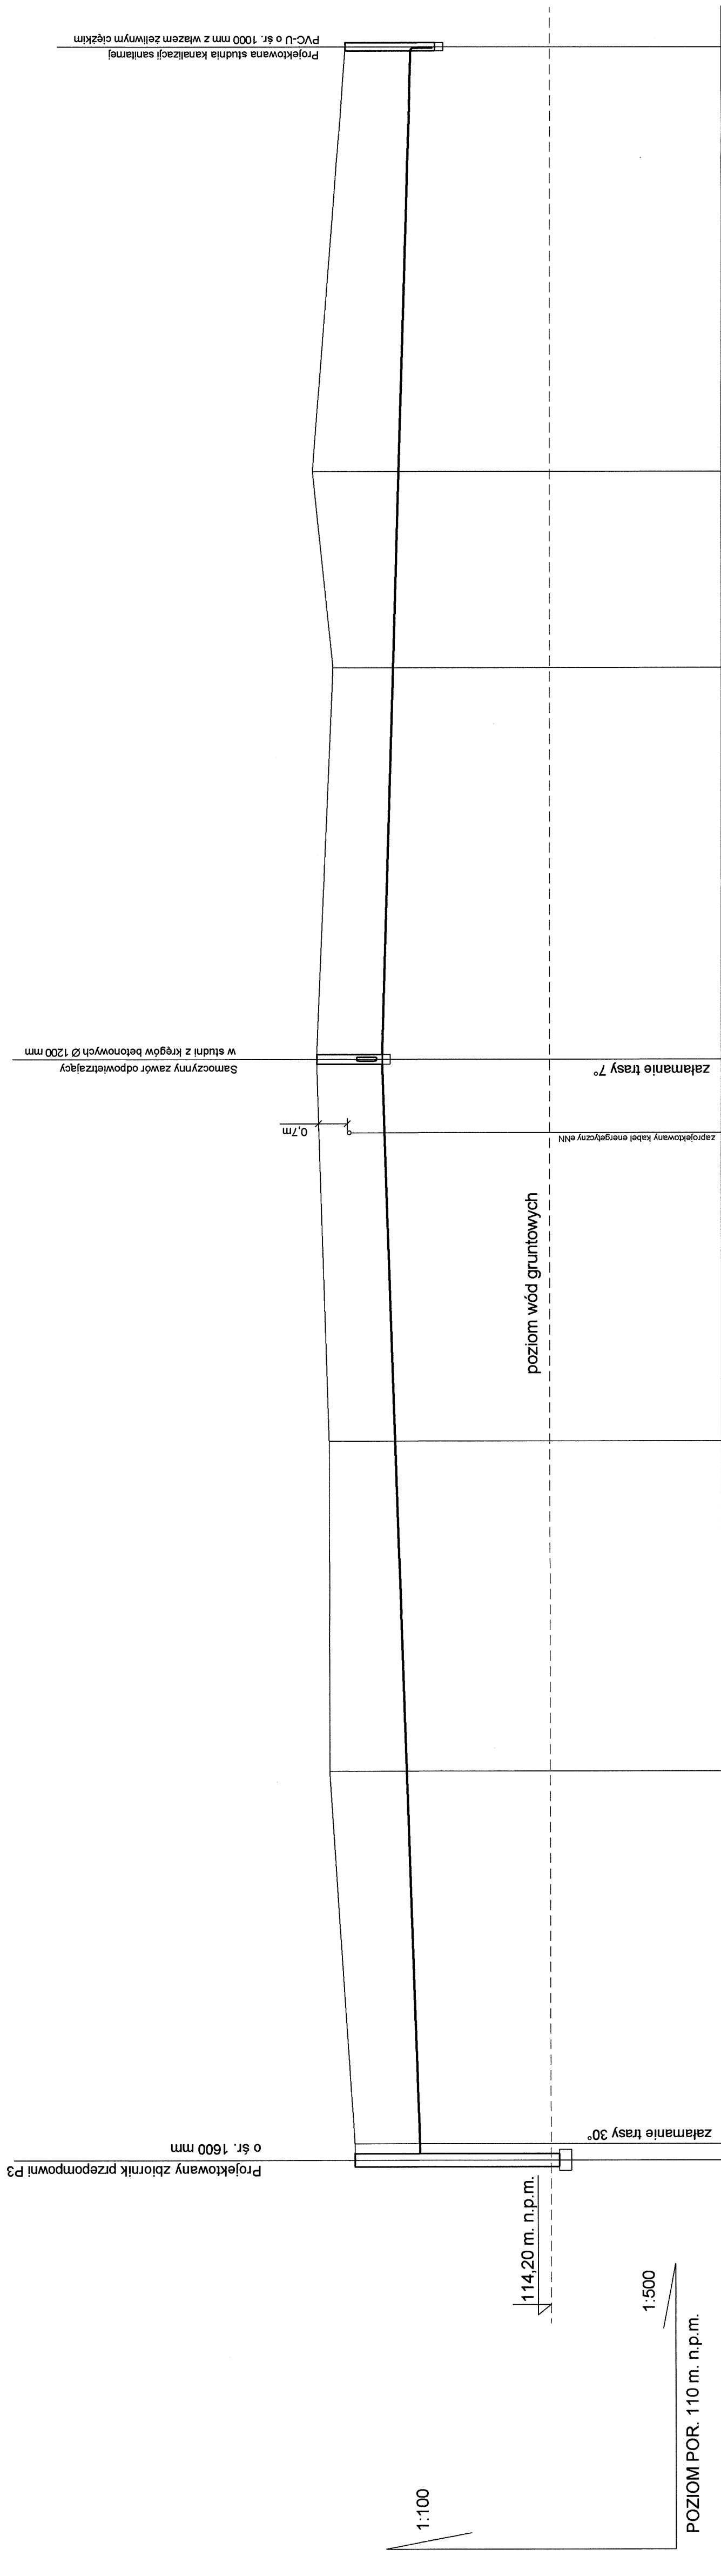 Projektowany zbiornik przepompowni P3
o śr. 1600 mm
Samoczynny zawór odpowietrzający
w studni z kręgów betonowych Ø 1200 mm
Projektowana studnia kanalizacji sanitarnej
PVC-U o śr. 1000 mm z włazem żeliwnym ciężkim
0,7m
poziom wód gruntowych
114,20 m. n.p.m.
załamanie trasy 30°
zaprojektowany kabel energetyczny eNN
załamanie trasy 7°
1:100
1:500
POZIOM POR. 110 m. n.p.m.